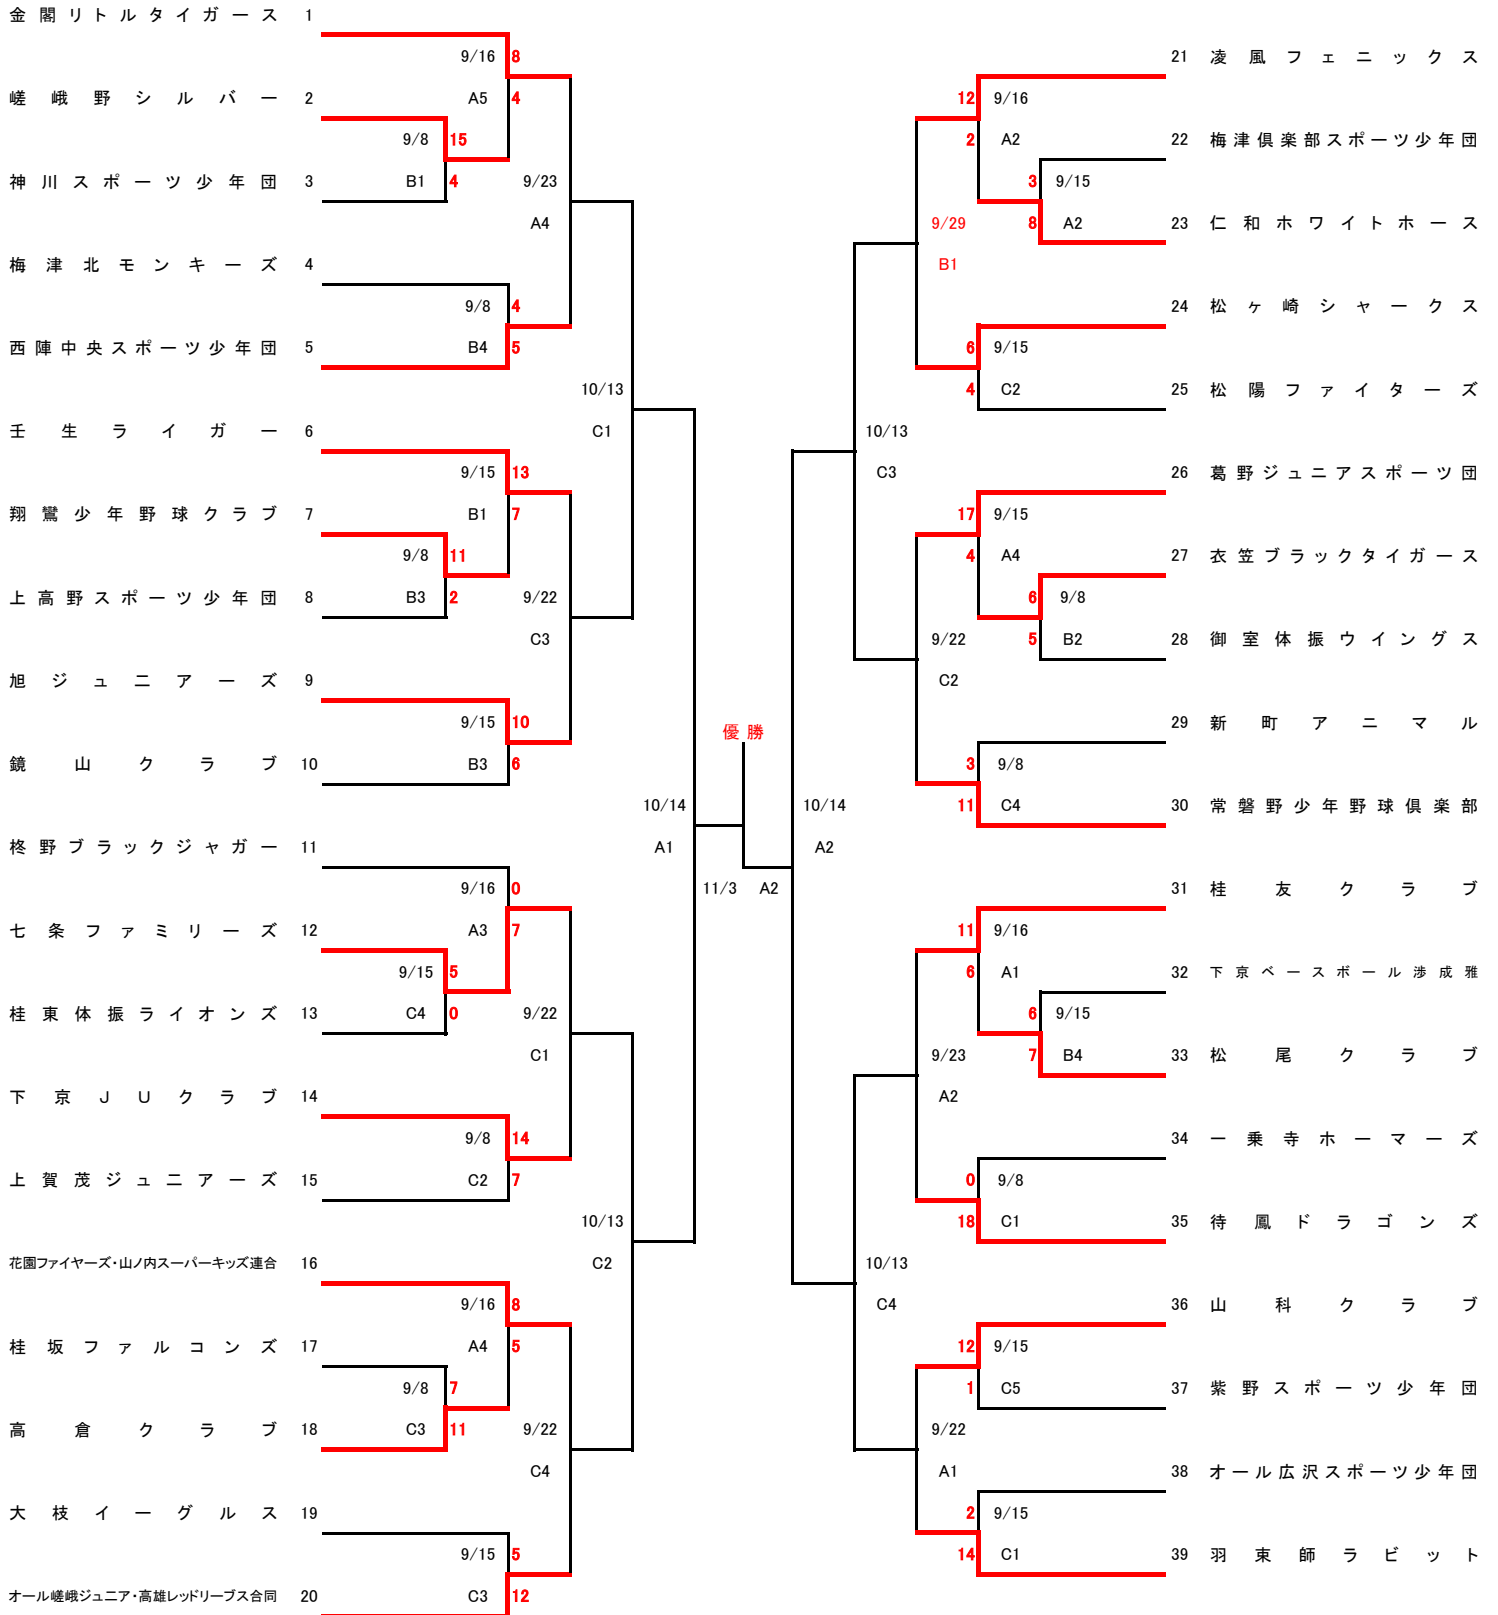 金閣リトルタイガース 1
9/16 8
嵯峨野シルバー 2
A5 4
9/8 15
神川スポーツ少年団 3
B1 4
9/23
A4
梅津北モンキーズ 4
9/8 4
西陣中央スポーツ少年団 5
B4 5
10/13
C1
壬生ライガー 6
9/15 13
翔鸞少年野球クラブ 7
B1 7
9/8 11
上高野スポーツ少年団 8
B3 2
9/22
C3
旭ジュニアーズ 9
9/15 10
鏡山クラブ 10
B3 6
10/14
A1
柊野ブラックジャガー 11
9/16 0
七条ファミリーズ 12
A3 7
9/15 5
桂東体振ライオンズ 13
C4 0
9/22
C1
下京JUクラブ 14
9/8 14
上賀茂ジュニアーズ 15
C2 7
10/13
C2
花園ファイヤーズ・山ノ内スーパーキッズ連合 16
9/16 8
桂坂ファルコンズ 17
A4 5
9/8 7
高倉クラブ 18
C3 11
9/22
C4
大枝イーグルス 19
9/15 5
オール嵯峨ジュニア・高雄レッドリーブス合同 20
C3 12
優勝
11/3 A2
21 凌風フェニックス
12 9/16
2 A2
22 梅津倶楽部スポーツ少年団
3 9/15
8 A2
23 仁和ホワイトホース
9/29
B1
24 松ヶ崎シャークス
6 9/15
4 C2
25 松陽ファイターズ
10/13
C3
26 葛野ジュニアスポーツ団
17 9/15
4 A4
27 衣笠ブラックタイガース
6 9/8
5 B2
28 御室体振ウイングス
9/22
C2
29 新町アニマル
3 9/8
11 C4
30 常磐野少年野球倶楽部
10/14
A2
31 桂友クラブ
11 9/16
6 A1
32 下京ベースボール渉成雅
6 9/15
7 B4
33 松尾クラブ
9/23
A2
34 一乗寺ホーマーズ
0 9/8
18 C1
35 待鳳ドラゴンズ
10/13
C4
36 山科クラブ
12 9/15
1 C5
37 紫野スポーツ少年団
9/22
A1
38 オール広沢スポーツ少年団
2 9/15
14 C1
39 羽束師ラビット